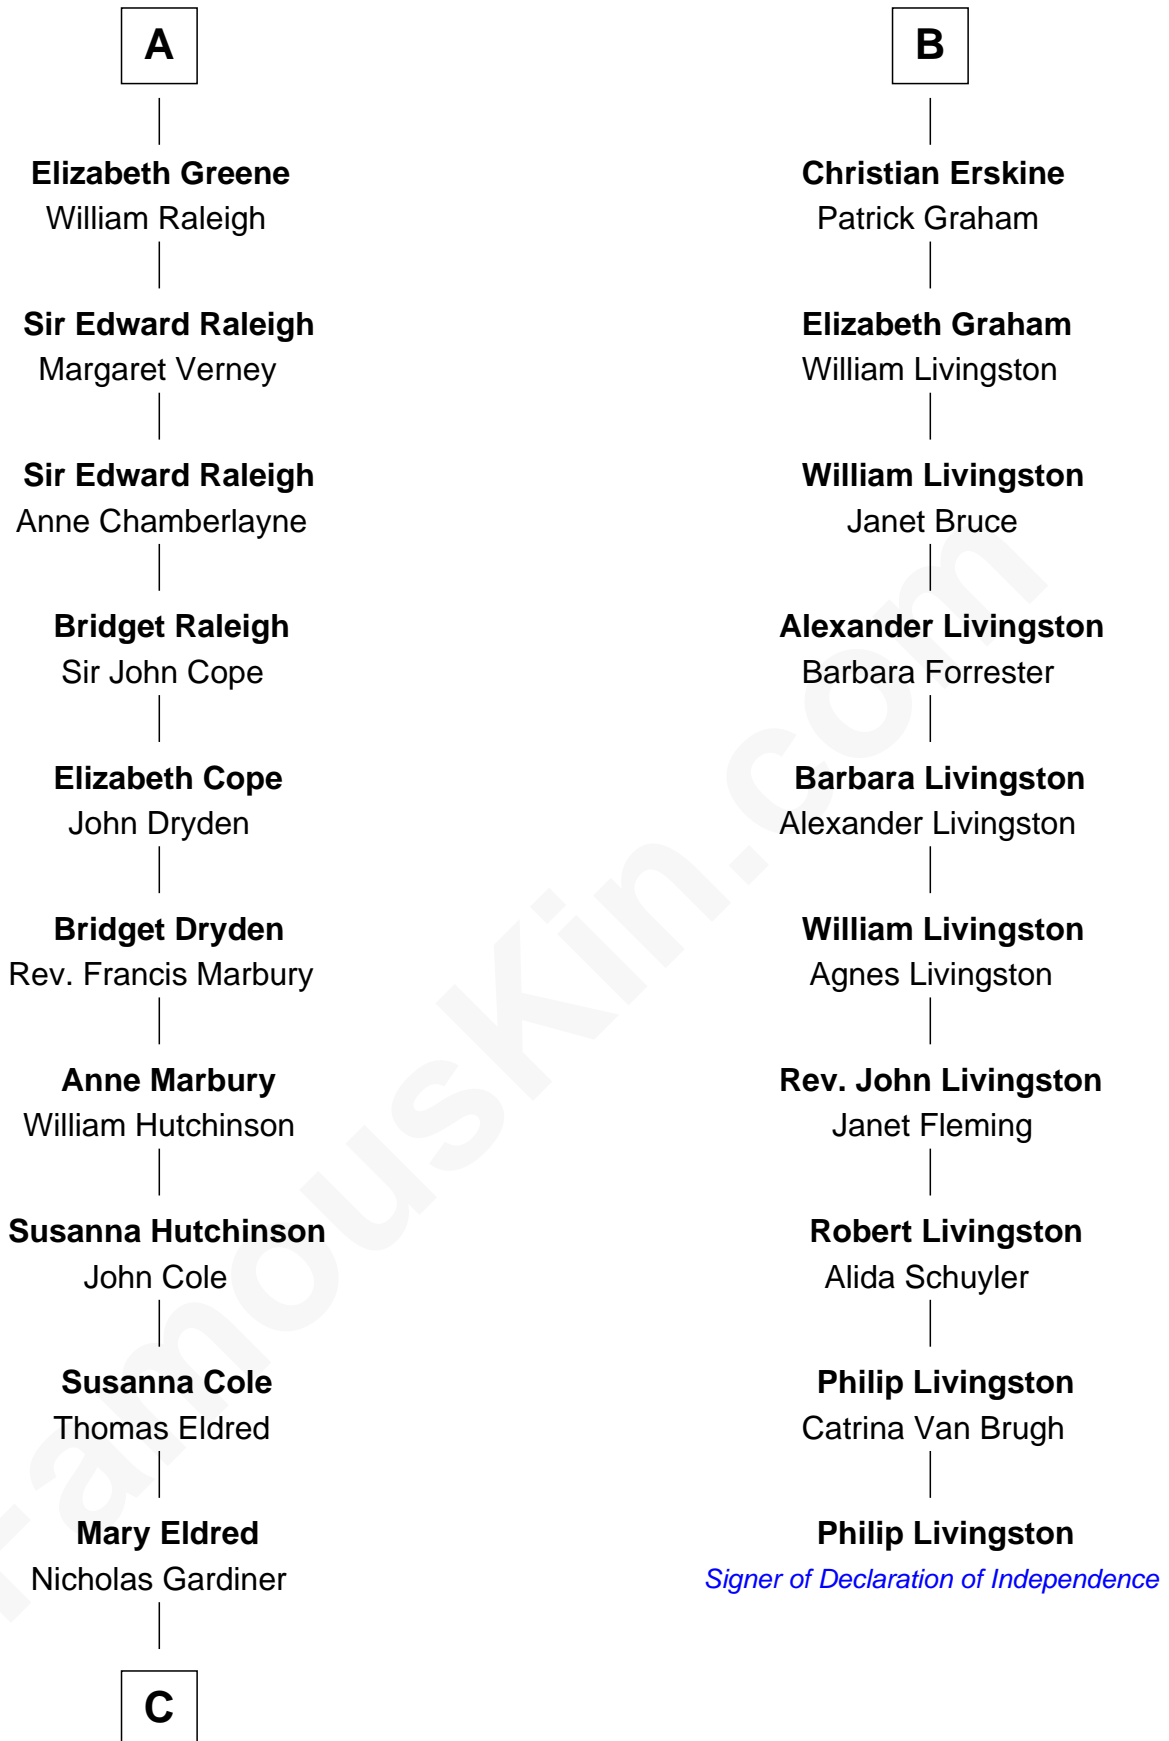 A
Elizabeth Greene
William Raleigh
Sir Edward Raleigh
Margaret Verney
Sir Edward Raleigh
Anne Chamberlayne
Bridget Raleigh
Sir John Cope
Elizabeth Cope
John Dryden
Bridget Dryden
Rev. Francis Marbury
Anne Marbury
William Hutchinson
Susanna Hutchinson
John Cole
Susanna Cole
Thomas Eldred
Mary Eldred
Nicholas Gardiner
C
B
Christian Erskine
Patrick Graham
Elizabeth Graham
William Livingston
William Livingston
Janet Bruce
Alexander Livingston
Barbara Forrester
Barbara Livingston
Alexander Livingston
William Livingston
Agnes Livingston
Rev. John Livingston
Janet Fleming
Robert Livingston
Alida Schuyler
Philip Livingston
Catrina Van Brugh
Philip Livingston
Signer of Declaration of Independence
FamousKin.com